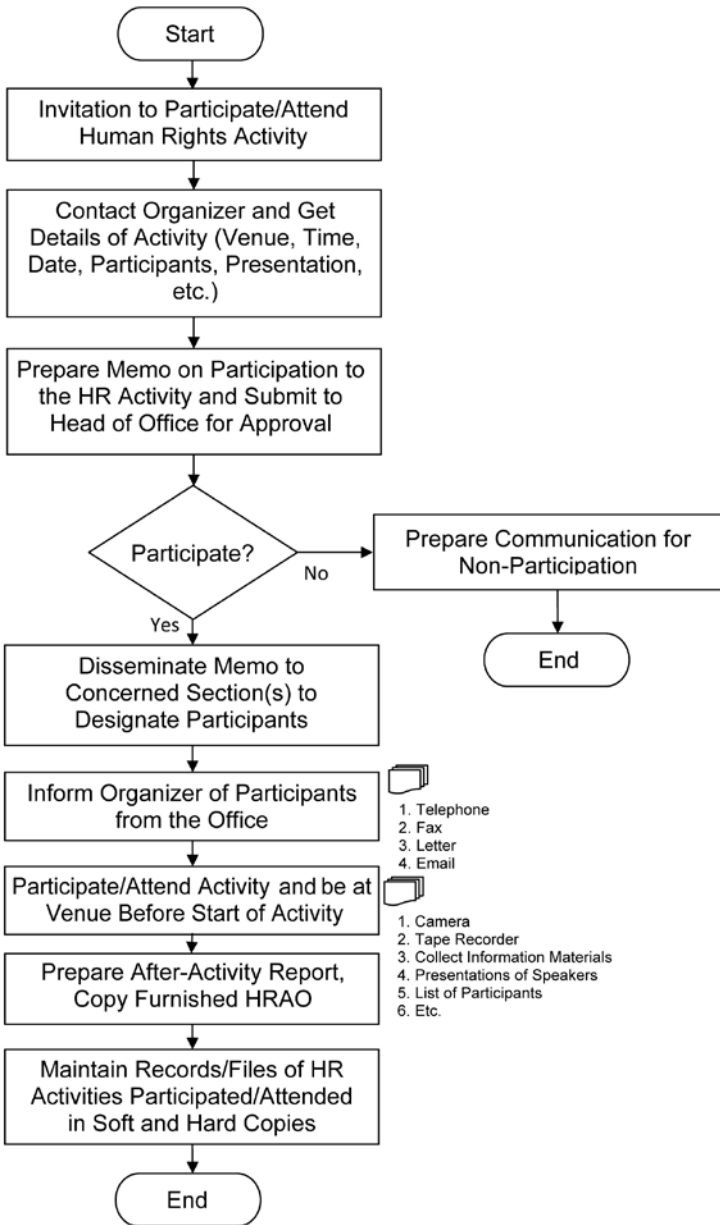 Start
Invitation to Participate/Attend
Human Rights Activity
Contact Organizer and Get
Details of Activity (Venue, Time,
Date, Participants, Presentation,
etc.)
Prepare Memo on Participation to
the HR Activity and Submit to
Head of Office for Approval
Participate?
No
Prepare Communication for
Non-Participation
End
Yes
Disseminate Memo to
Concerned Section(s) to
Designate Participants
Inform Organizer of Participants
from the Office
1. Telephone
2. Fax
3. Letter
4. Email
Participate/Attend Activity and be at
Venue Before Start of Activity
1. Camera
2. Tape Recorder
3. Collect Information Materials
4. Presentations of Speakers
5. List of Participants
6. Etc.
Prepare After-Activity Report,
Copy Furnished HRAO
Maintain Records/Files of HR
Activities Participated/Attended
in Soft and Hard Copies
End